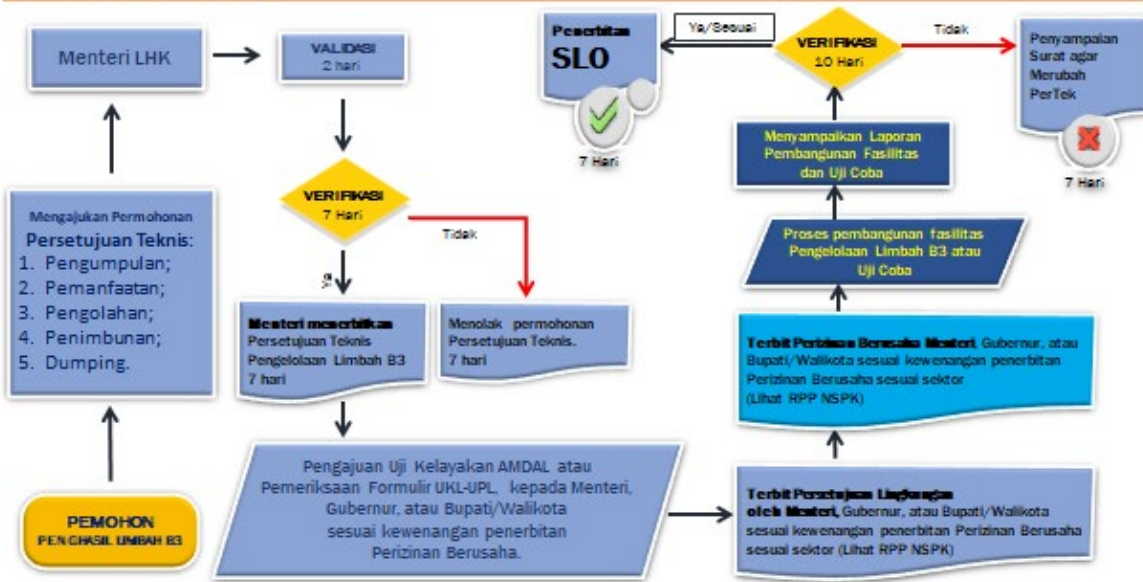 Menteri LHK
VALIDASI
2 hari
VERIFIKASI
7 Hari
Tidak
Ya
Mengajukan Permohonan
Persetujuan Teknis:
1. Pengumpulan;
2. Pemanfaatan;
3. Pengolahan;
4. Penimbunan;
5. Dumping.
PEMOHON
PENGHASIL LIMBAH B3
Menteri menerbitkan
Persetujuan Teknis
Pengelolaan Limbah B3
7 hari
Menolak permohonan
Persetujuan Teknis.
7 hari
Pengajuan Uji Kelayakan AMDAL atau
Pemeriksaan Formulir UKL-UPL, kepada Menteri,
Gubernur, atau Bupati/Walikota
sesuai kewenangan penerbitan
Perizinan Berusaha.
Terbit Persetujuan Lingkungan
oleh Menteri, Gubernur, atau Bupati/Walikota
sesuai kewenangan penerbitan Perizinan Berusaha
sesuai sektor (Lihat RPP NSPK)
Terbit Perizinan Berusaha Menteri, Gubernur, atau
Bupati/Walikota sesuai kewenangan penerbitan
Perizinan Berusaha sesuai sektor
(Lihat RPP NSPK)
Proses pembangunan fasilitas
Pengelolaan Limbah B3 atau
Uji Coba
Menyampaikan Laporan
Pembangunan Fasilitas
dan Uji Coba
VERIFIKASI
10 Hari
Ya/Sesuai
Tidak
Penerbitan
SLO
7 Hari
Penyampaian
Surat agar
Merubah
PerTek
7 Hari